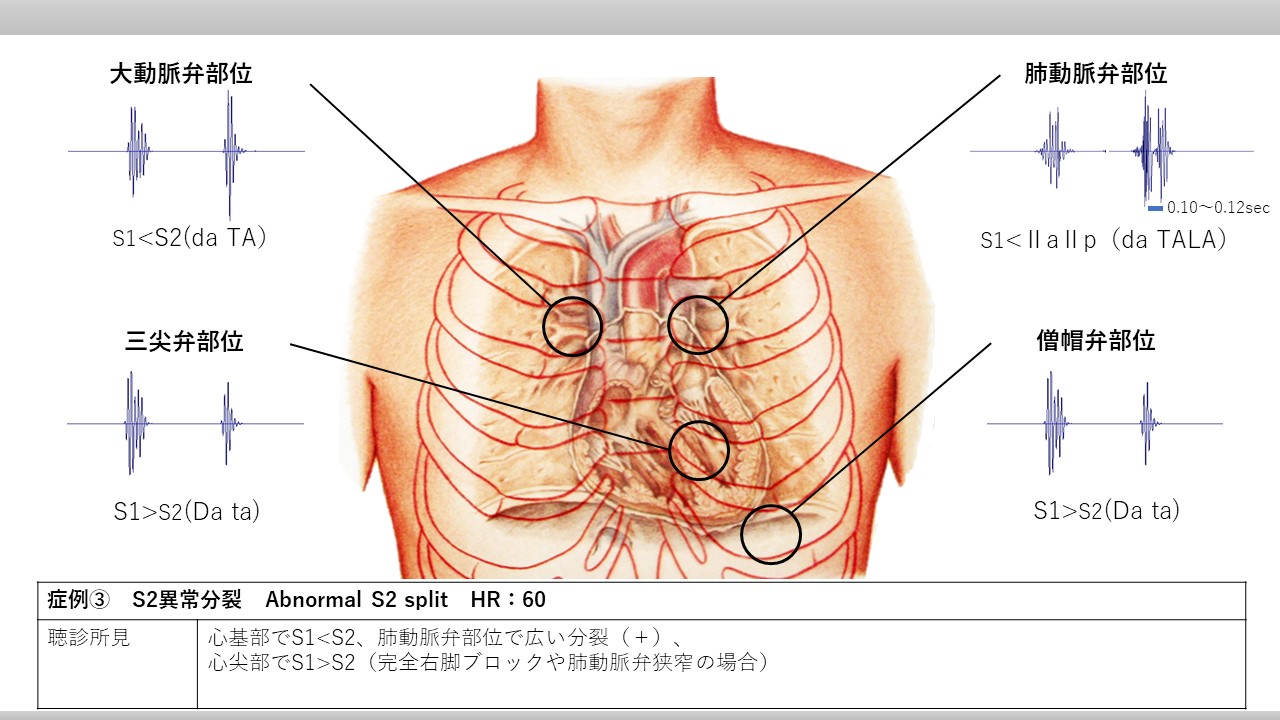 大動脈弁部位
S1<S2(da TA)
肺動脈弁部位
0.10～0.12sec
S1<ⅡaⅡp（da TALA）
三尖弁部位
S1>S2(Da ta)
僧帽弁部位
S1>S2(Da ta)
症例③　S2異常分裂　Abnormal S2 split　HR：60
聴診所見
心基部でS1<S2、肺動脈弁部位で広い分裂（＋）、
心尖部でS1>S2（完全右脚ブロックや肺動脈弁狭窄の場合）